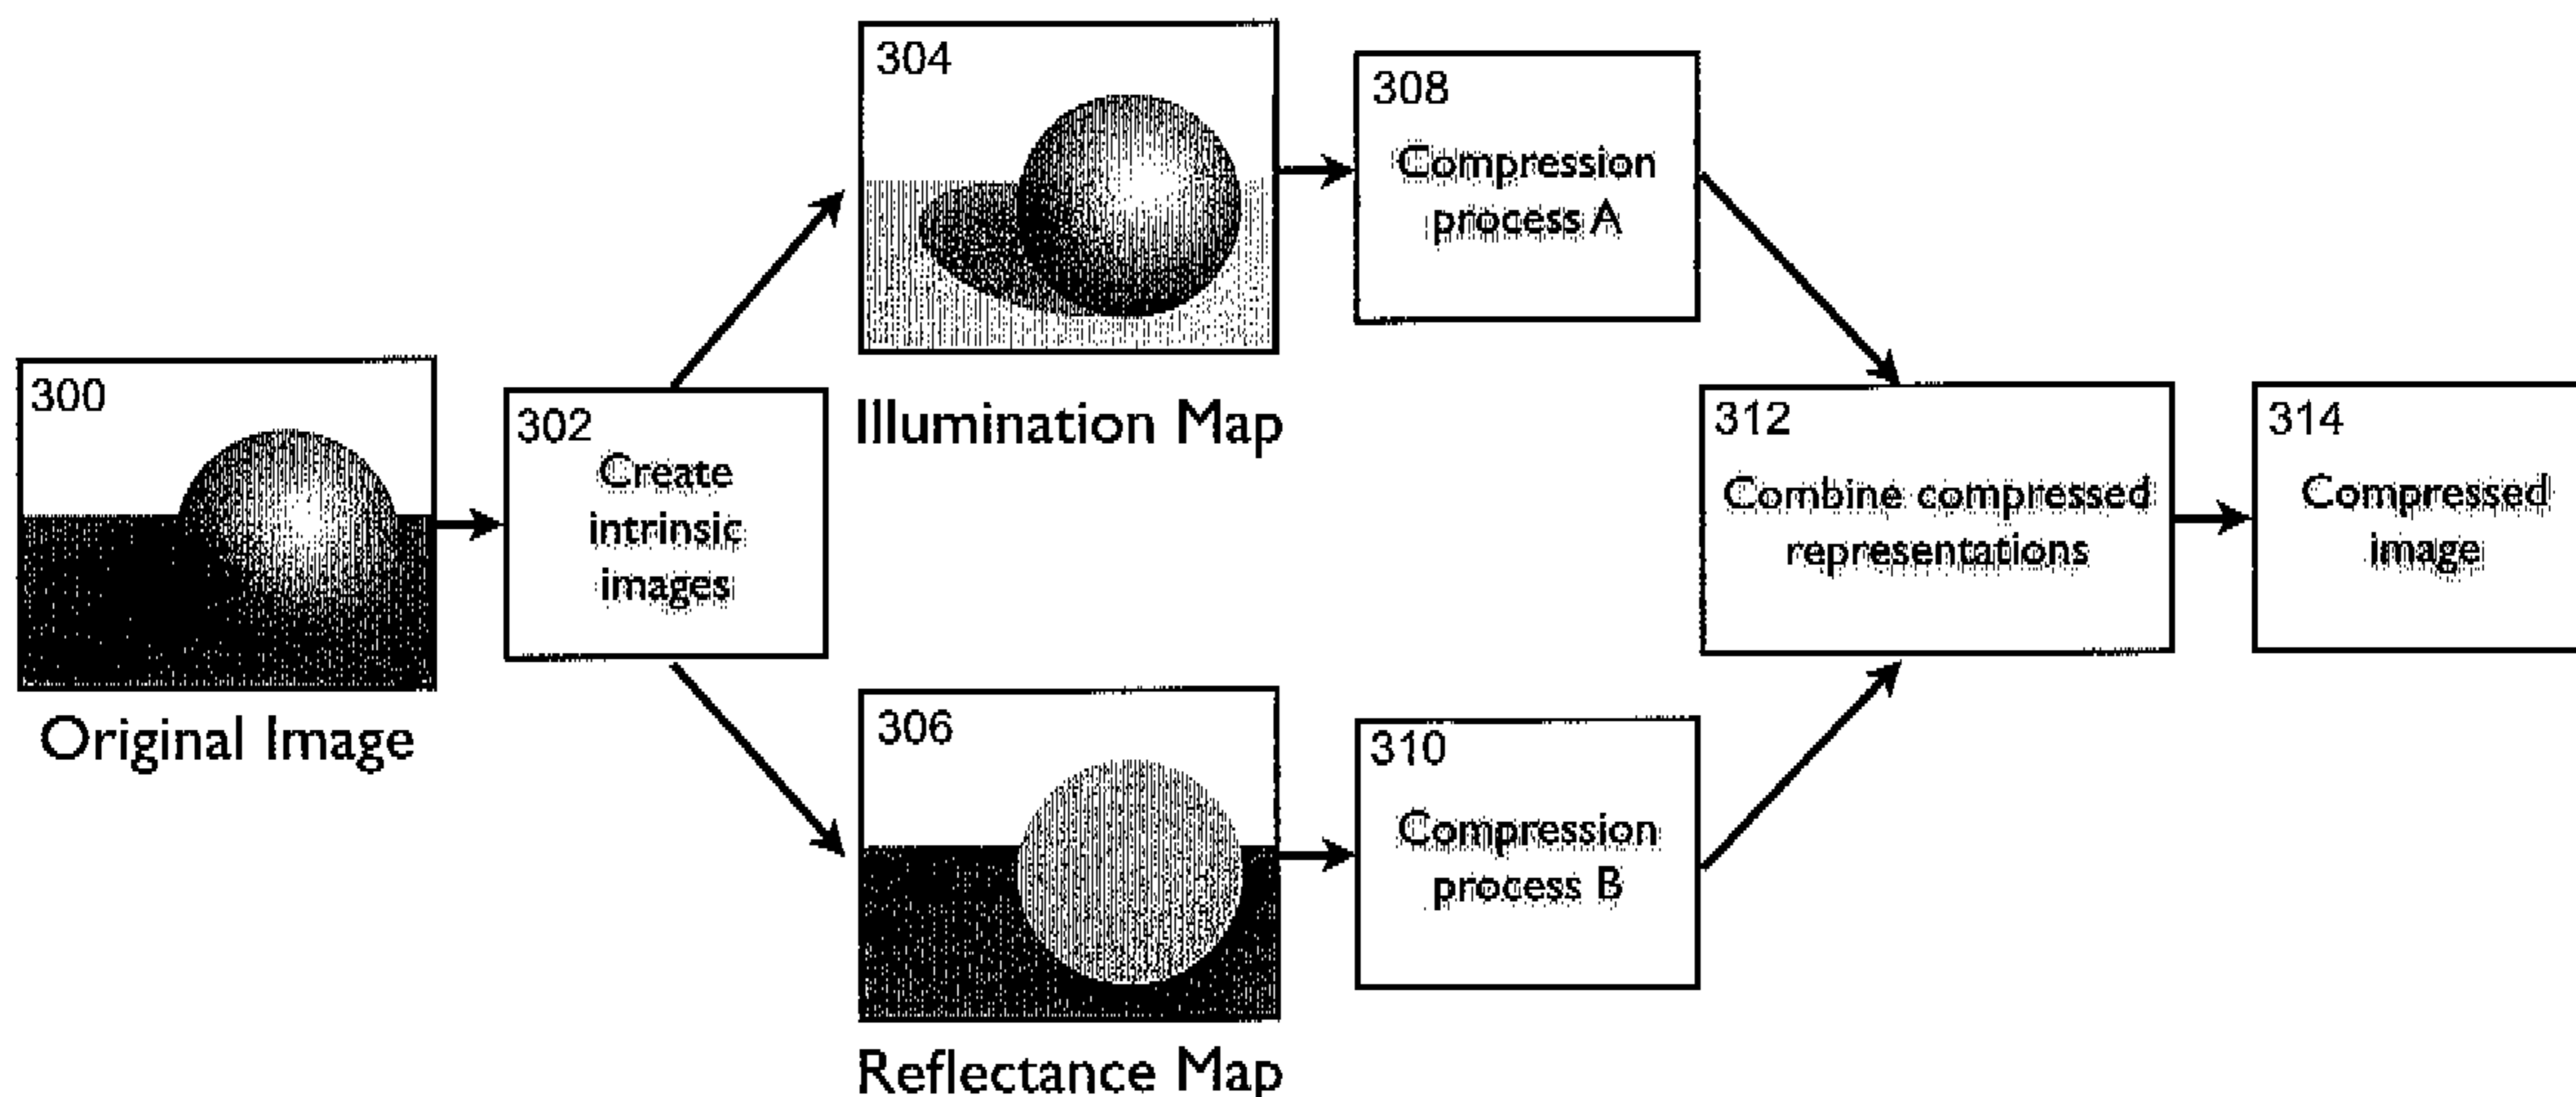 300
Original Image
302
Create
intrinsic
images
304
Illumination Map
306
Reflectance Map
308
Compression
process A
310
Compression
process B
312
Combine compressed
representations
314
Compressed
image